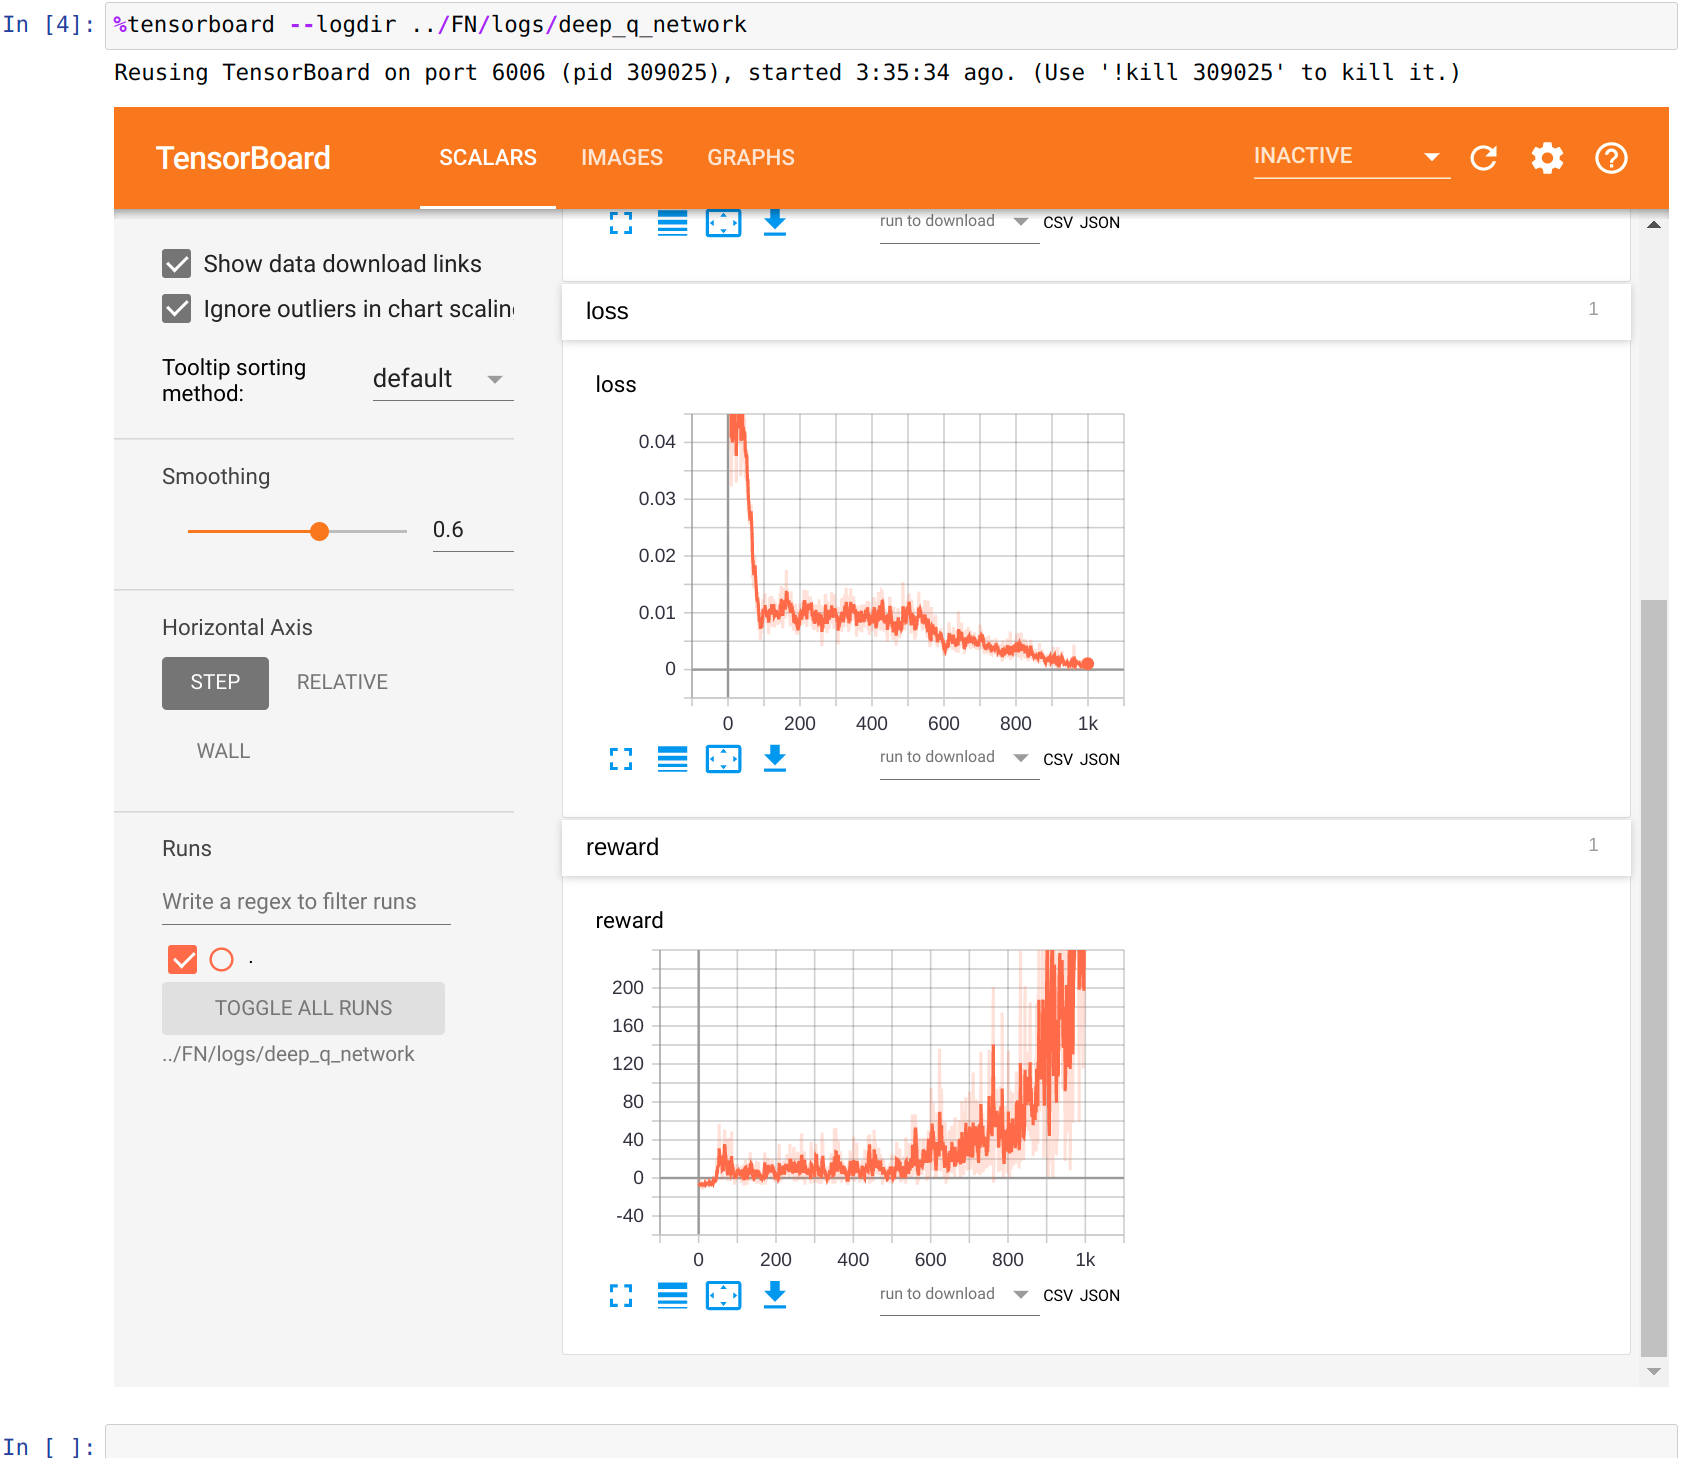 In [4]: %tensorboard --logdir ../FN/logs/deep_q_network
Reusing TensorBoard on port 6006 (pid 309025), started 3:35:34 ago. (Use '!kill 309025' to kill it.)
TensorBoard SCALARS IMAGES GRAPHS INACTIVE
Show data download links
Ignore outliers in chart scaling
Tooltip sorting
method:
default
Smoothing
0.6
Horizontal Axis
STEP RELATIVE
WALL
Runs
Write a regex to filter runs
.
TOGGLE ALL RUNS
../FN/logs/deep_q_network
run to download CSV JSON
loss 1
loss
0.04
0.03
0.02
0.01
0
0 200 400 600 800 1k
run to download CSV JSON
reward 1
reward
200
160
120
80
40
0
-40
0 200 400 600 800 1k
run to download CSV JSON
In [ ]: